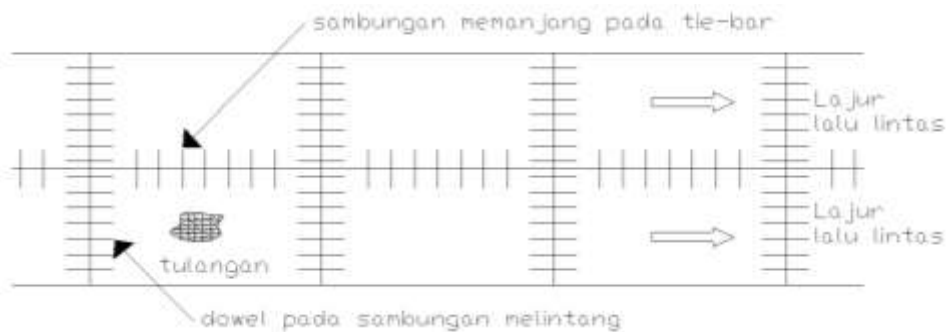 sambungan memanjang pada tie-bar
Lajur
lalu lintas
Lajur
lalu lintas
tulangan
dowel pada sambungan melintang